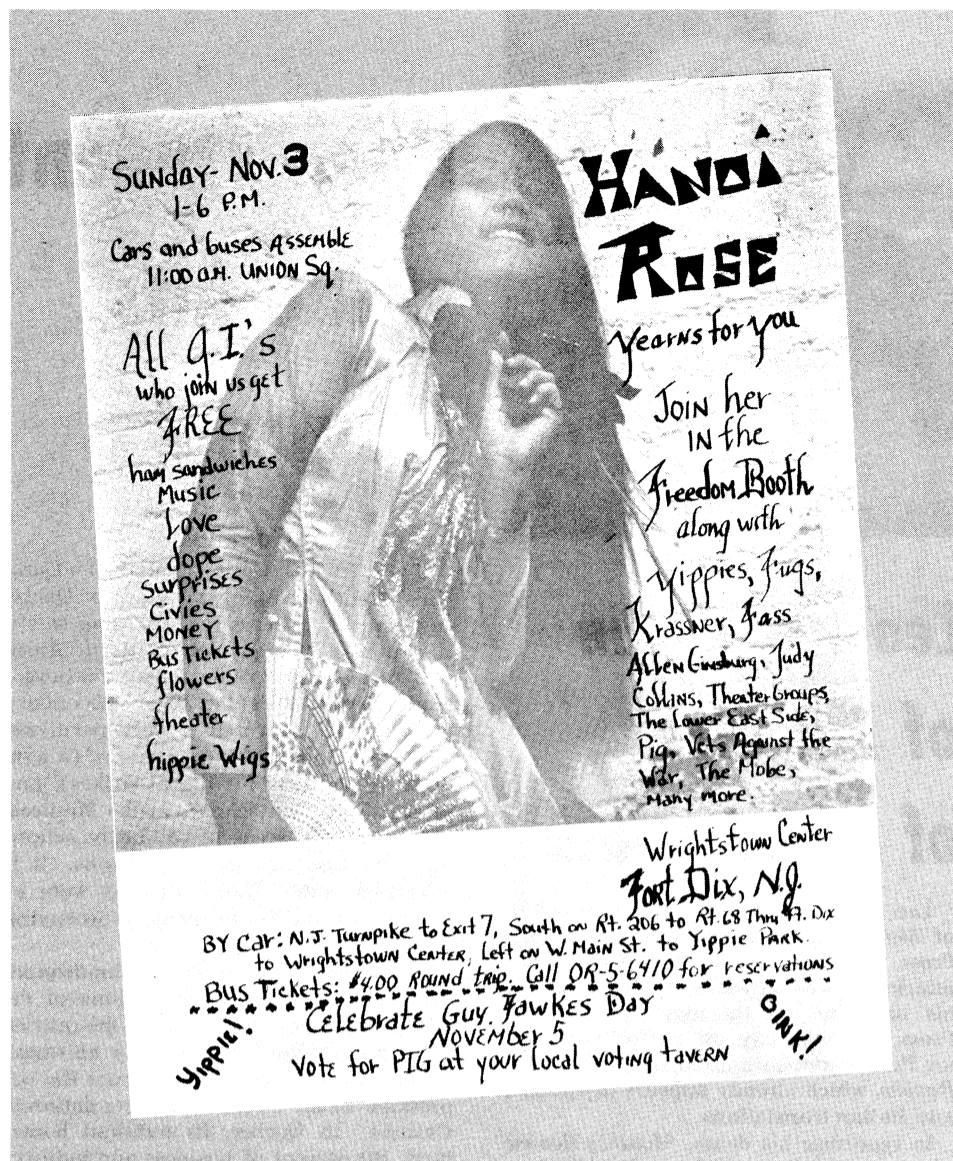 Sunday- Nov. 3
1-6 P.M.
Cars and buses Assemble
11:00 a.m. Union Sq.
All G.I.'s
who join us get
FREE
ham sandwiches
Music
Love
dope
surprises
Civies
Money
Bus Tickets
flowers
theater
hippie Wigs
HANOI
ROSE
Yearns for you
Join her
in the
Freedom Booth
along with
Yippies, Fugs,
Krassner, Fass
Allen Ginsburg, Judy
Collins, Theater Groups,
The Lower East Side,
Pig, Vets Against the
War, The Mobe,
Many more.
Wrightstown Center
Fort Dix, N.J.
By Car: N.J. Turnpike to Exit 7, South on Rt. 206 to Rt. 68 Thru Ft. Dix
to Wrightstown Center, Left on W. Main St. to Yippie Park.
Bus Tickets: $4.00 Round trip. Call OR-5-6410 for reservations
Yippie!
Celebrate Guy Fawkes Day
November 5
Vote for PIG at your local voting tavern
OINK!